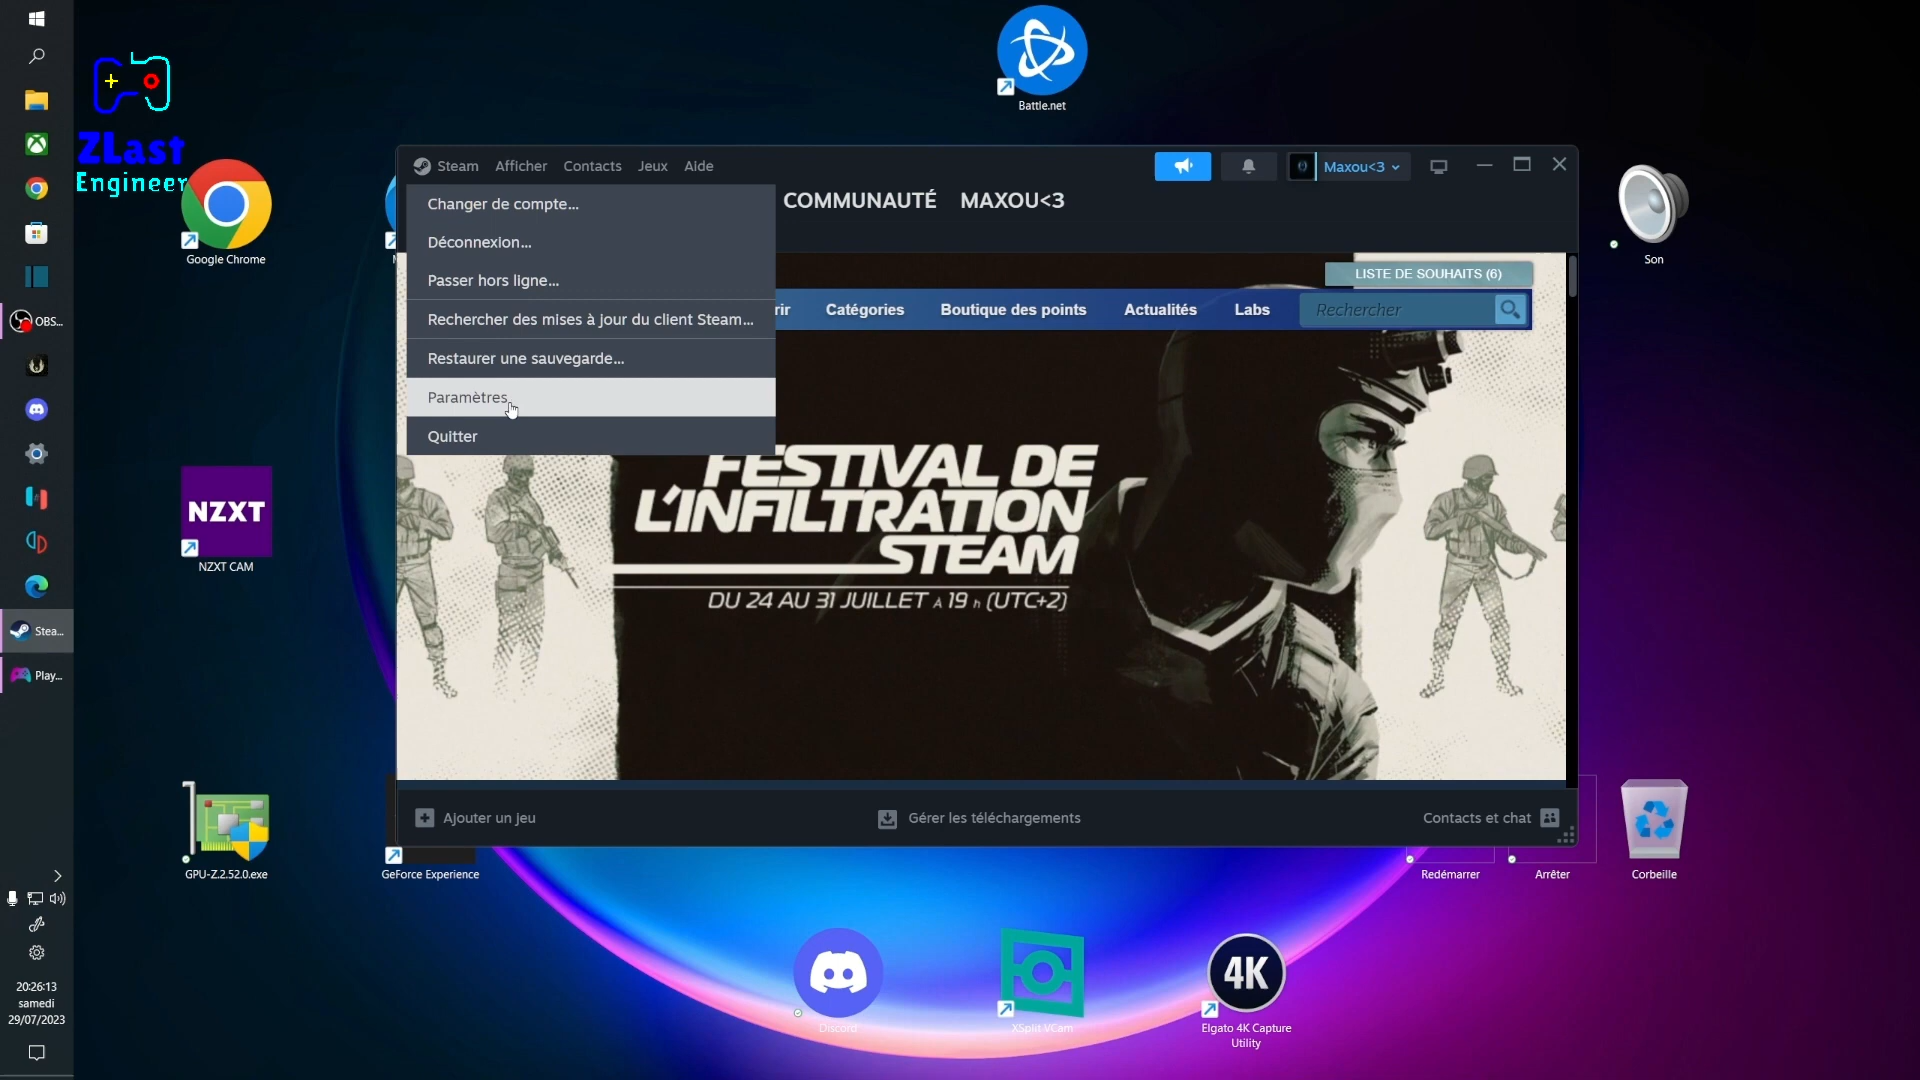 Battle.net
ZLast
Engineer
Google Chrome
Steam Afficher Contacts Jeux Aide
Maxou<3
Changer de compte...
COMMUNAUTÉ MAXOU<3
Déconnexion...
Passer hors ligne...
Rechercher des mises à jour du client Steam...
Restaurer une sauvegarde...
Paramètres
Quitter
LISTE DE SOUHAITS (6)
rir Catégories Boutique des points Actualités Labs Rechercher
Son
FESTIVAL DE
L'INFILTRATION
STEAM
DU 24 AU 31 JUILLET À 19 h (UTC+2)
OBS...
NZXT
NZXT CAM
Stea...
Play...
Ajouter un jeu
Gérer les téléchargements
Contacts et chat
GPU-Z.2.52.0.exe
GeForce Experience
Redémarrer
Arrêter
Corbeille
Discord
XSplit VCam
4K
Elgato 4K Capture
Utility
20:26:13
samedi
29/07/2023